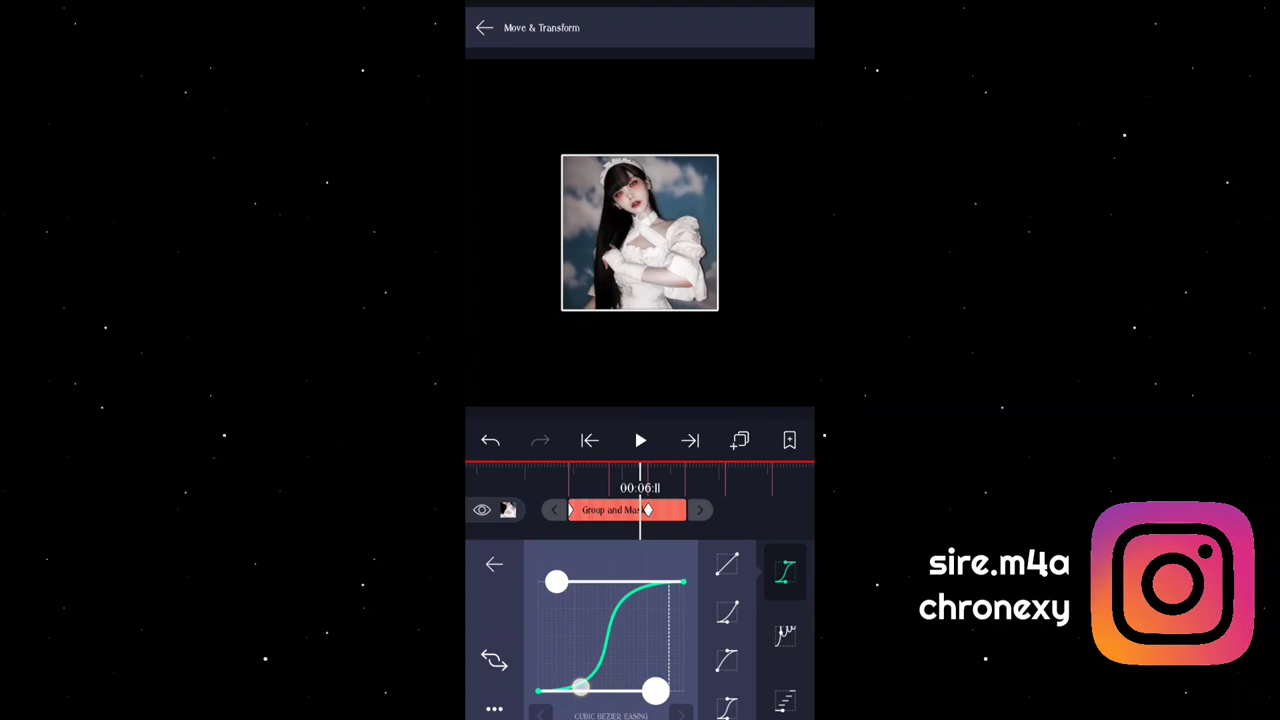 Move & Transform
00:06:11
Group and Mas
CUBIC BEZIER EASING
sire.m4a
chronexy